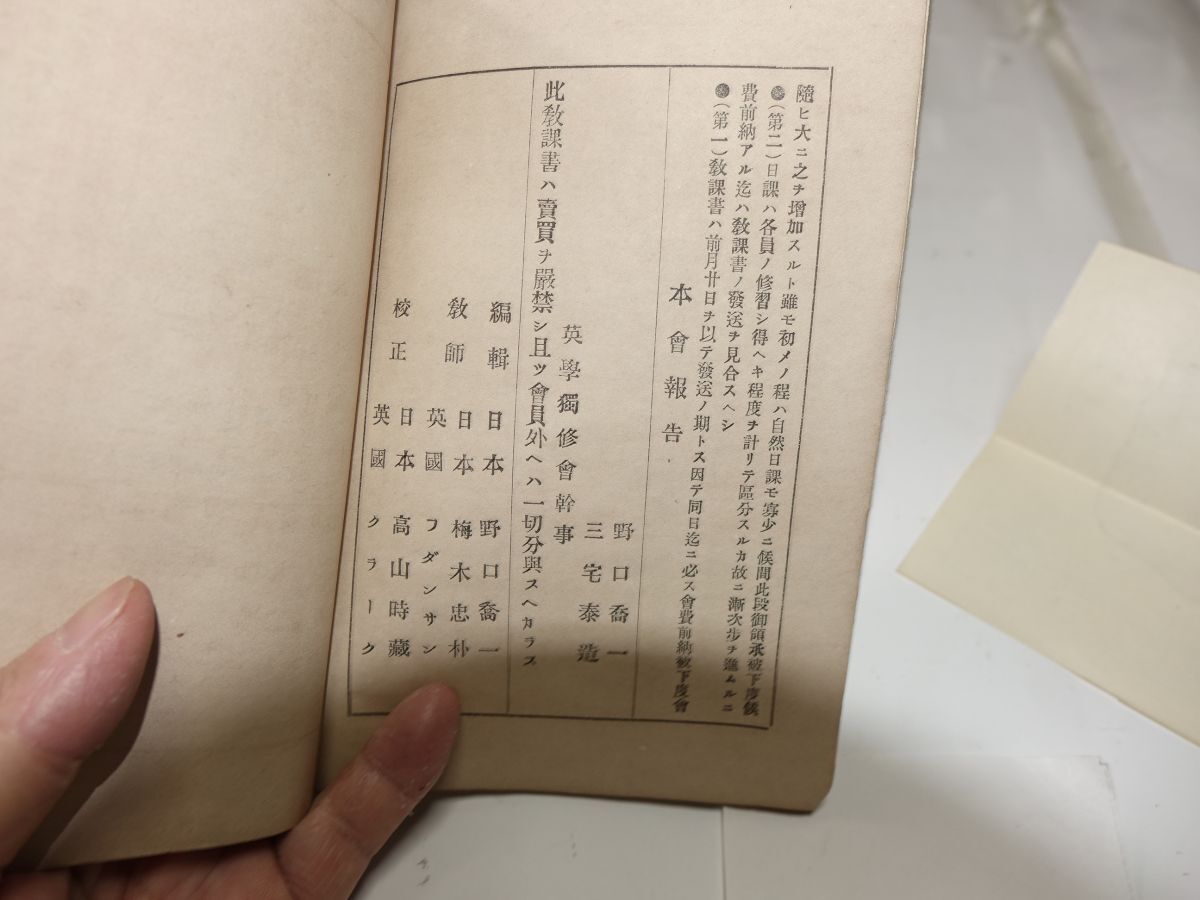 本會報告
●(第一)敎課書ハ前月廿日ヲ以テ發送ノ期トス因テ同日迄ニ必ス會費前納被下度會
費前納アル迄ハ敎課書ノ發送ヲ見合スヘシ
●(第二)日課ハ各員ノ修習シ得ヘキ程度ヲ計リテ區分スルカ故ニ漸次步ヲ進ムルニ
隨ヒ大ニ之ヲ增加スルト雖モ初メノ程ハ自然日課モ寡少ニ候間此段御領承被下度候
英學獨修會幹事
三宅泰造
野口喬一
此敎課書ハ賣買ヲ嚴禁シ且ツ會員外ヘハ一切分與スヘカラス
編輯 日本 野口喬一
敎師 日本 梅木忠朴
英國 フダンサン
校正 日本 高山時藏
英國 クラーク